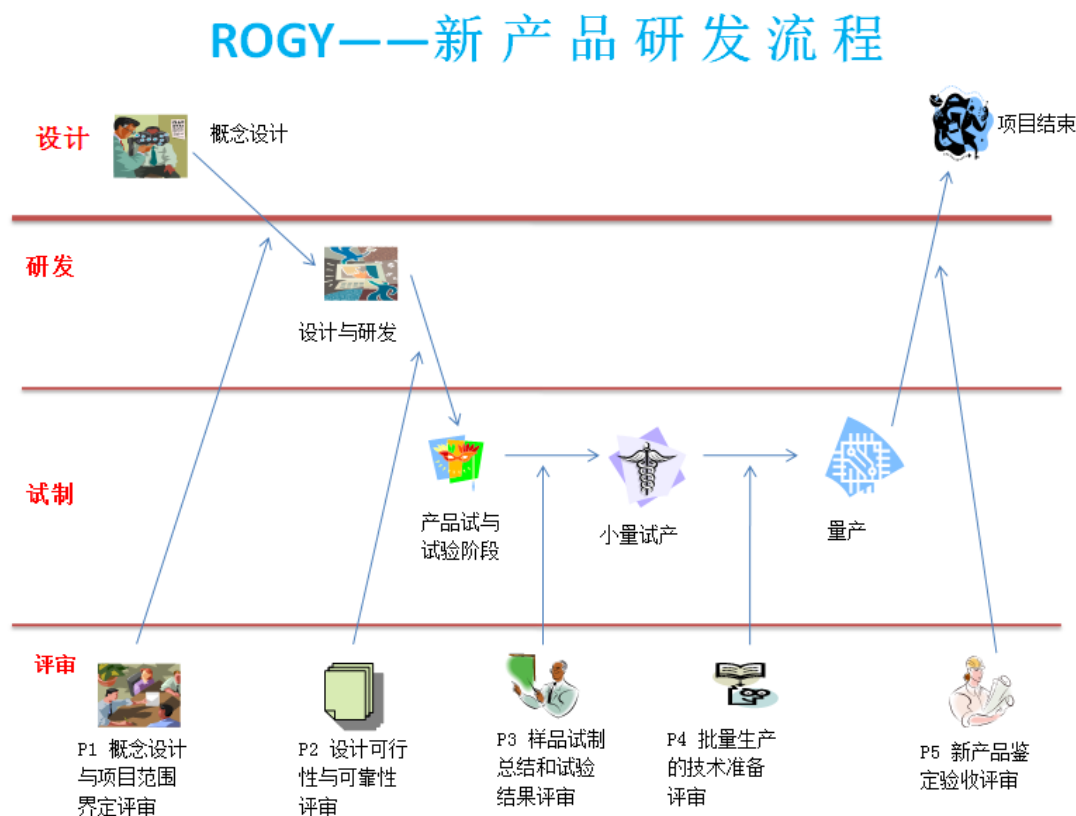 ROGY——新产品研发流程
设计
概念设计
项目结束
研发
设计与研发
试制
产品试与
试验阶段
小量试产
量产
评审
P1 概念设计
与项目范围
界定评审
P2 设计可行
性与可靠性
评审
P3 样品试制
总结和试验
结果评审
P4 批量生产
的技术准备
评审
P5 新产品鉴
定验收评审